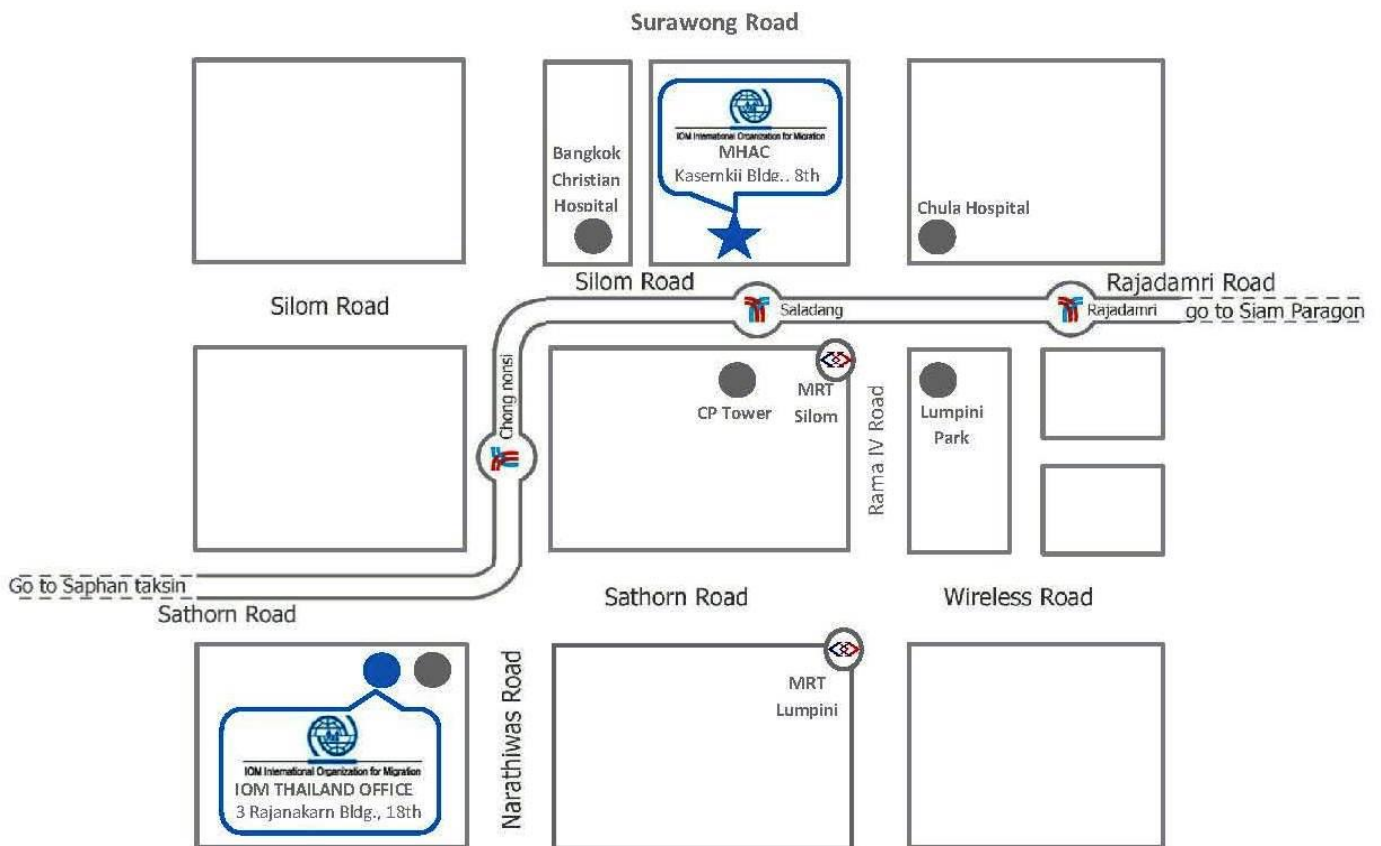 Surawong Road
IOM International Organization for Migration
MHAC
Kasemkij Bldg., 8th
Bangkok
Christian
Hospital
Chula Hospital
Silom Road
Silom Road
Rajadamri Road
Saladang
Rajadamri
go to Siam Paragon
Chong nonsi
CP Tower
MRT
Silom
Rama IV Road
Lumpini
Park
Go to Saphan taksin
Sathorn Road
Sathorn Road
Wireless Road
Narathiwas Road
MRT
Lumpini
IOM International Organization for Migration
IOM THAILAND OFFICE
3 Rajanakarn Bldg., 18th